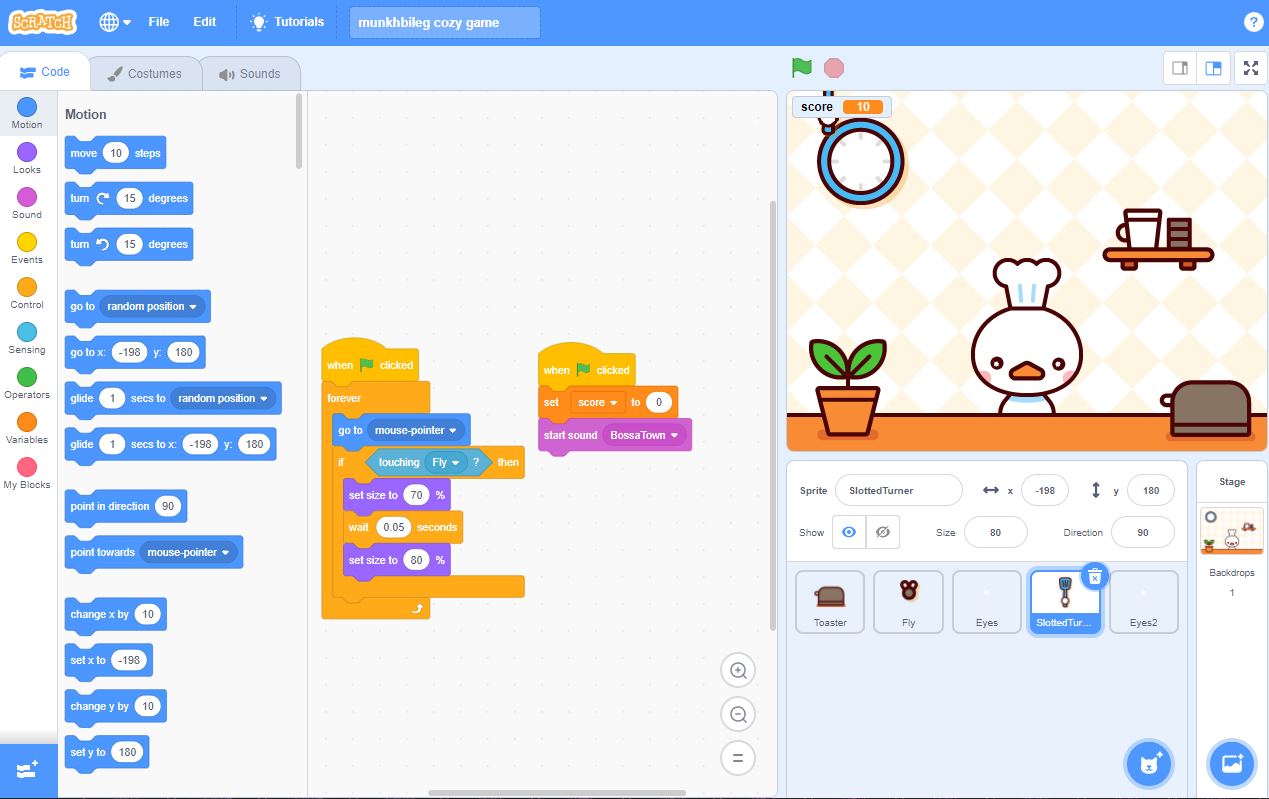 SCRATCH File Edit Tutorials munkhbileg cozy game ?
Code Costumes Sounds
Motion
Looks
Sound
Events
Control
Sensing
Operators
Variables
My Blocks
Motion
move 10 steps
turn 15 degrees
turn 15 degrees
go to random position
go to x: -198 y: 180
glide 1 secs to random position
glide 1 secs to x: -198 y: 180
point in direction 90
point towards mouse-pointer
change x by 10
set x to -198
change y by 10
set y to 180
when clicked
forever
go to mouse-pointer
if touching Fly ? then
set size to 70 %
wait 0.05 seconds
set size to 80 %
when clicked
set score to 0
start sound BossaTown
score 10
Sprite SlottedTurner x -198 y 180
Show Size 80 Direction 90
Toaster Fly Eyes SlottedTur... Eyes2
Stage
Backdrops
1